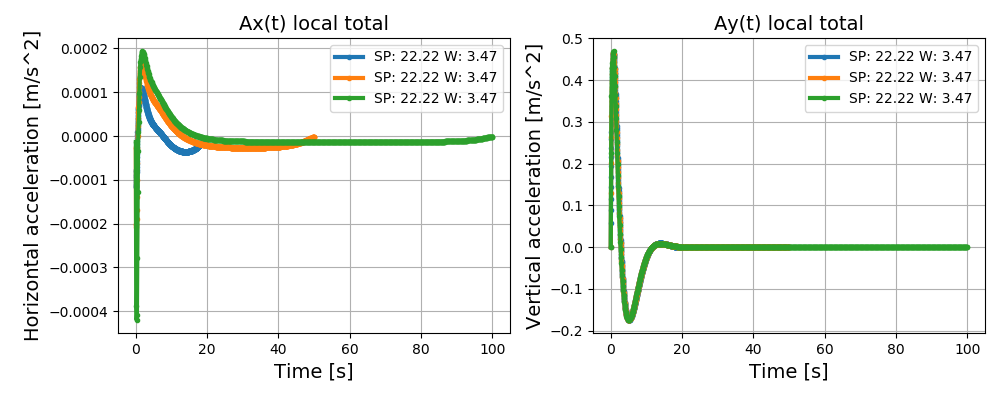 Ax(t) local total
Horizontal acceleration [m/s^2]
0.0002
0.0001
0.0000
−0.0001
−0.0002
−0.0003
−0.0004
SP: 22.22 W: 3.47
SP: 22.22 W: 3.47
SP: 22.22 W: 3.47
0 20 40 60 80 100
Time [s]
Ay(t) local total
Vertical acceleration [m/s^2]
0.5
0.4
0.3
0.2
0.1
0.0
−0.1
−0.2
SP: 22.22 W: 3.47
SP: 22.22 W: 3.47
SP: 22.22 W: 3.47
0 20 40 60 80 100
Time [s]